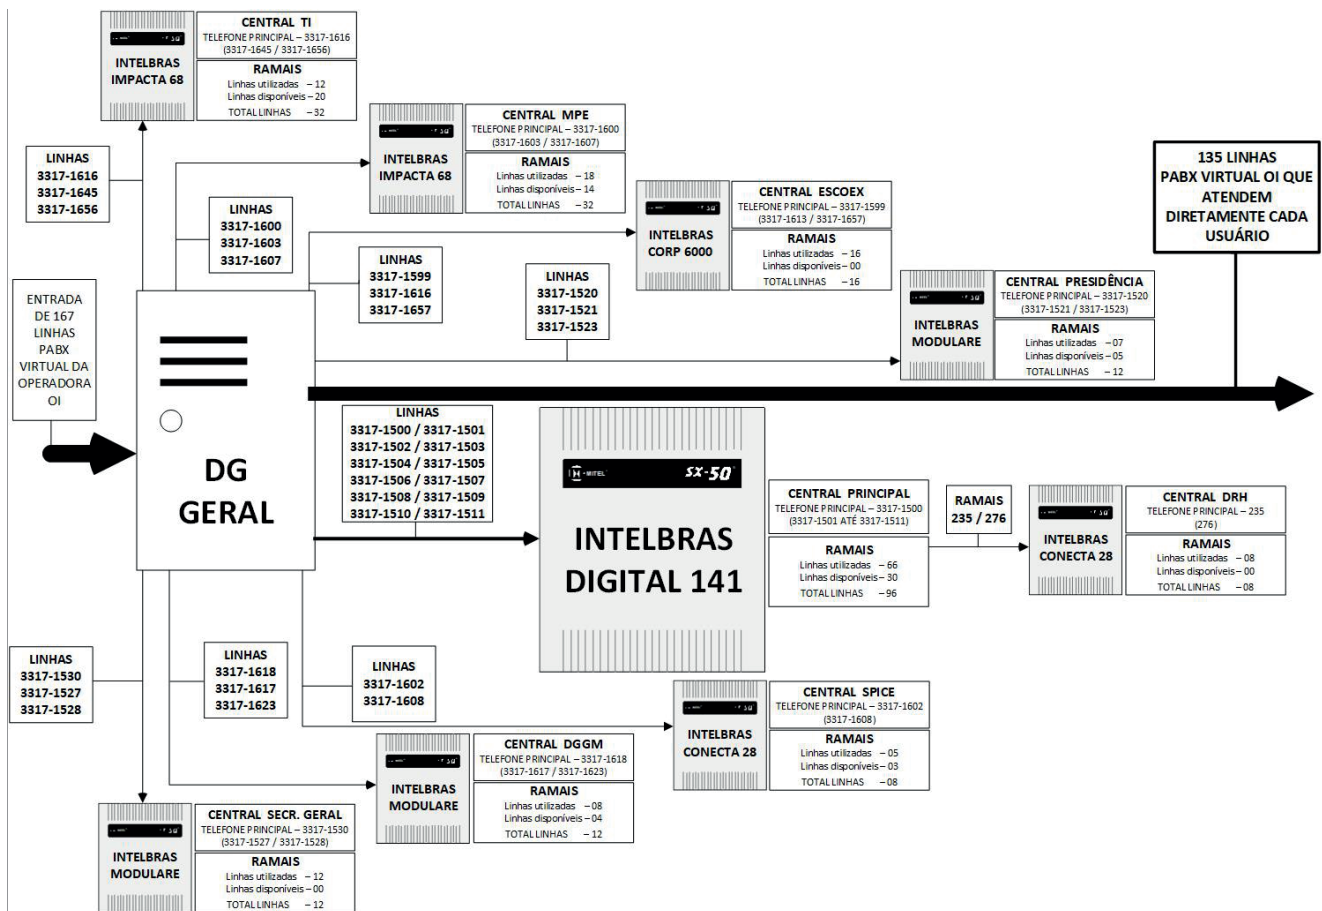 CENTRAL TI
TELEFONE PRINCIPAL – 3317-1616
(3317-1645 / 3317-1656)
INTELBRAS
IMPACTA 68
RAMAIS
Linhas utilizadas – 12
Linhas disponíveis – 20
TOTAL LINHAS – 32
LINHAS
3317-1616
3317-1645
3317-1656
CENTRAL MPE
TELEFONE PRINCIPAL – 3317-1600
(3317-1603 / 3317-1607)
INTELBRAS
IMPACTA 68
RAMAIS
Linhas utilizadas – 18
Linhas disponíveis – 14
TOTAL LINHAS – 32
LINHAS
3317-1600
3317-1603
3317-1607
CENTRAL ESCOEX
TELEFONE PRINCIPAL – 3317-1599
(3317-1613 / 3317-1657)
INTELBRAS
CORP 6000
RAMAIS
Linhas utilizadas – 16
Linhas disponíveis – 00
TOTAL LINHAS – 16
LINHAS
3317-1599
3317-1616
3317-1657
LINHAS
3317-1520
3317-1521
3317-1523
CENTRAL PRESIDÊNCIA
TELEFONE PRINCIPAL – 3317-1520
(3317-1521 / 3317-1523)
INTELBRAS
MODULARE
RAMAIS
Linhas utilizadas – 07
Linhas disponíveis – 05
TOTAL LINHAS – 12
135 LINHAS
PABX VIRTUAL OI QUE
ATENDEM
DIRETAMENTE CADA
USUÁRIO
ENTRADA
DE 167
LINHAS
PABX
VIRTUAL DA
OPERADORA
OI
DG
GERAL
LINHAS
3317-1500 / 3317-1501
3317-1502 / 3317-1503
3317-1504 / 3317-1505
3317-1506 / 3317-1507
3317-1508 / 3317-1509
3317-1510 / 3317-1511
MITEL
SX-50
INTELBRAS
DIGITAL 141
CENTRAL PRINCIPAL
TELEFONE PRINCIPAL – 3317-1500
(3317-1501 ATÉ 3317-1511)
RAMAIS
Linhas utilizadas – 66
Linhas disponíveis – 30
TOTAL LINHAS – 96
RAMAIS
235 / 276
CENTRAL DRH
TELEFONE PRINCIPAL – 235
(276)
INTELBRAS
CONECTA 28
RAMAIS
Linhas utilizadas – 08
Linhas disponíveis – 00
TOTAL LINHAS – 08
LINHAS
3317-1530
3317-1527
3317-1528
LINHAS
3317-1618
3317-1617
3317-1623
LINHAS
3317-1602
3317-1608
CENTRAL SPICE
TELEFONE PRINCIPAL – 3317-1602
(3317-1608)
INTELBRAS
CONECTA 28
RAMAIS
Linhas utilizadas – 05
Linhas disponíveis – 03
TOTAL LINHAS – 08
CENTRAL DGGM
TELEFONE PRINCIPAL – 3317-1618
(3317-1617 / 3317-1623)
INTELBRAS
MODULARE
RAMAIS
Linhas utilizadas – 08
Linhas disponíveis – 04
TOTAL LINHAS – 12
CENTRAL SECR. GERAL
TELEFONE PRINCIPAL – 3317-1530
(3317-1527 / 3317-1528)
INTELBRAS
MODULARE
RAMAIS
Linhas utilizadas – 12
Linhas disponíveis – 00
TOTAL LINHAS – 12